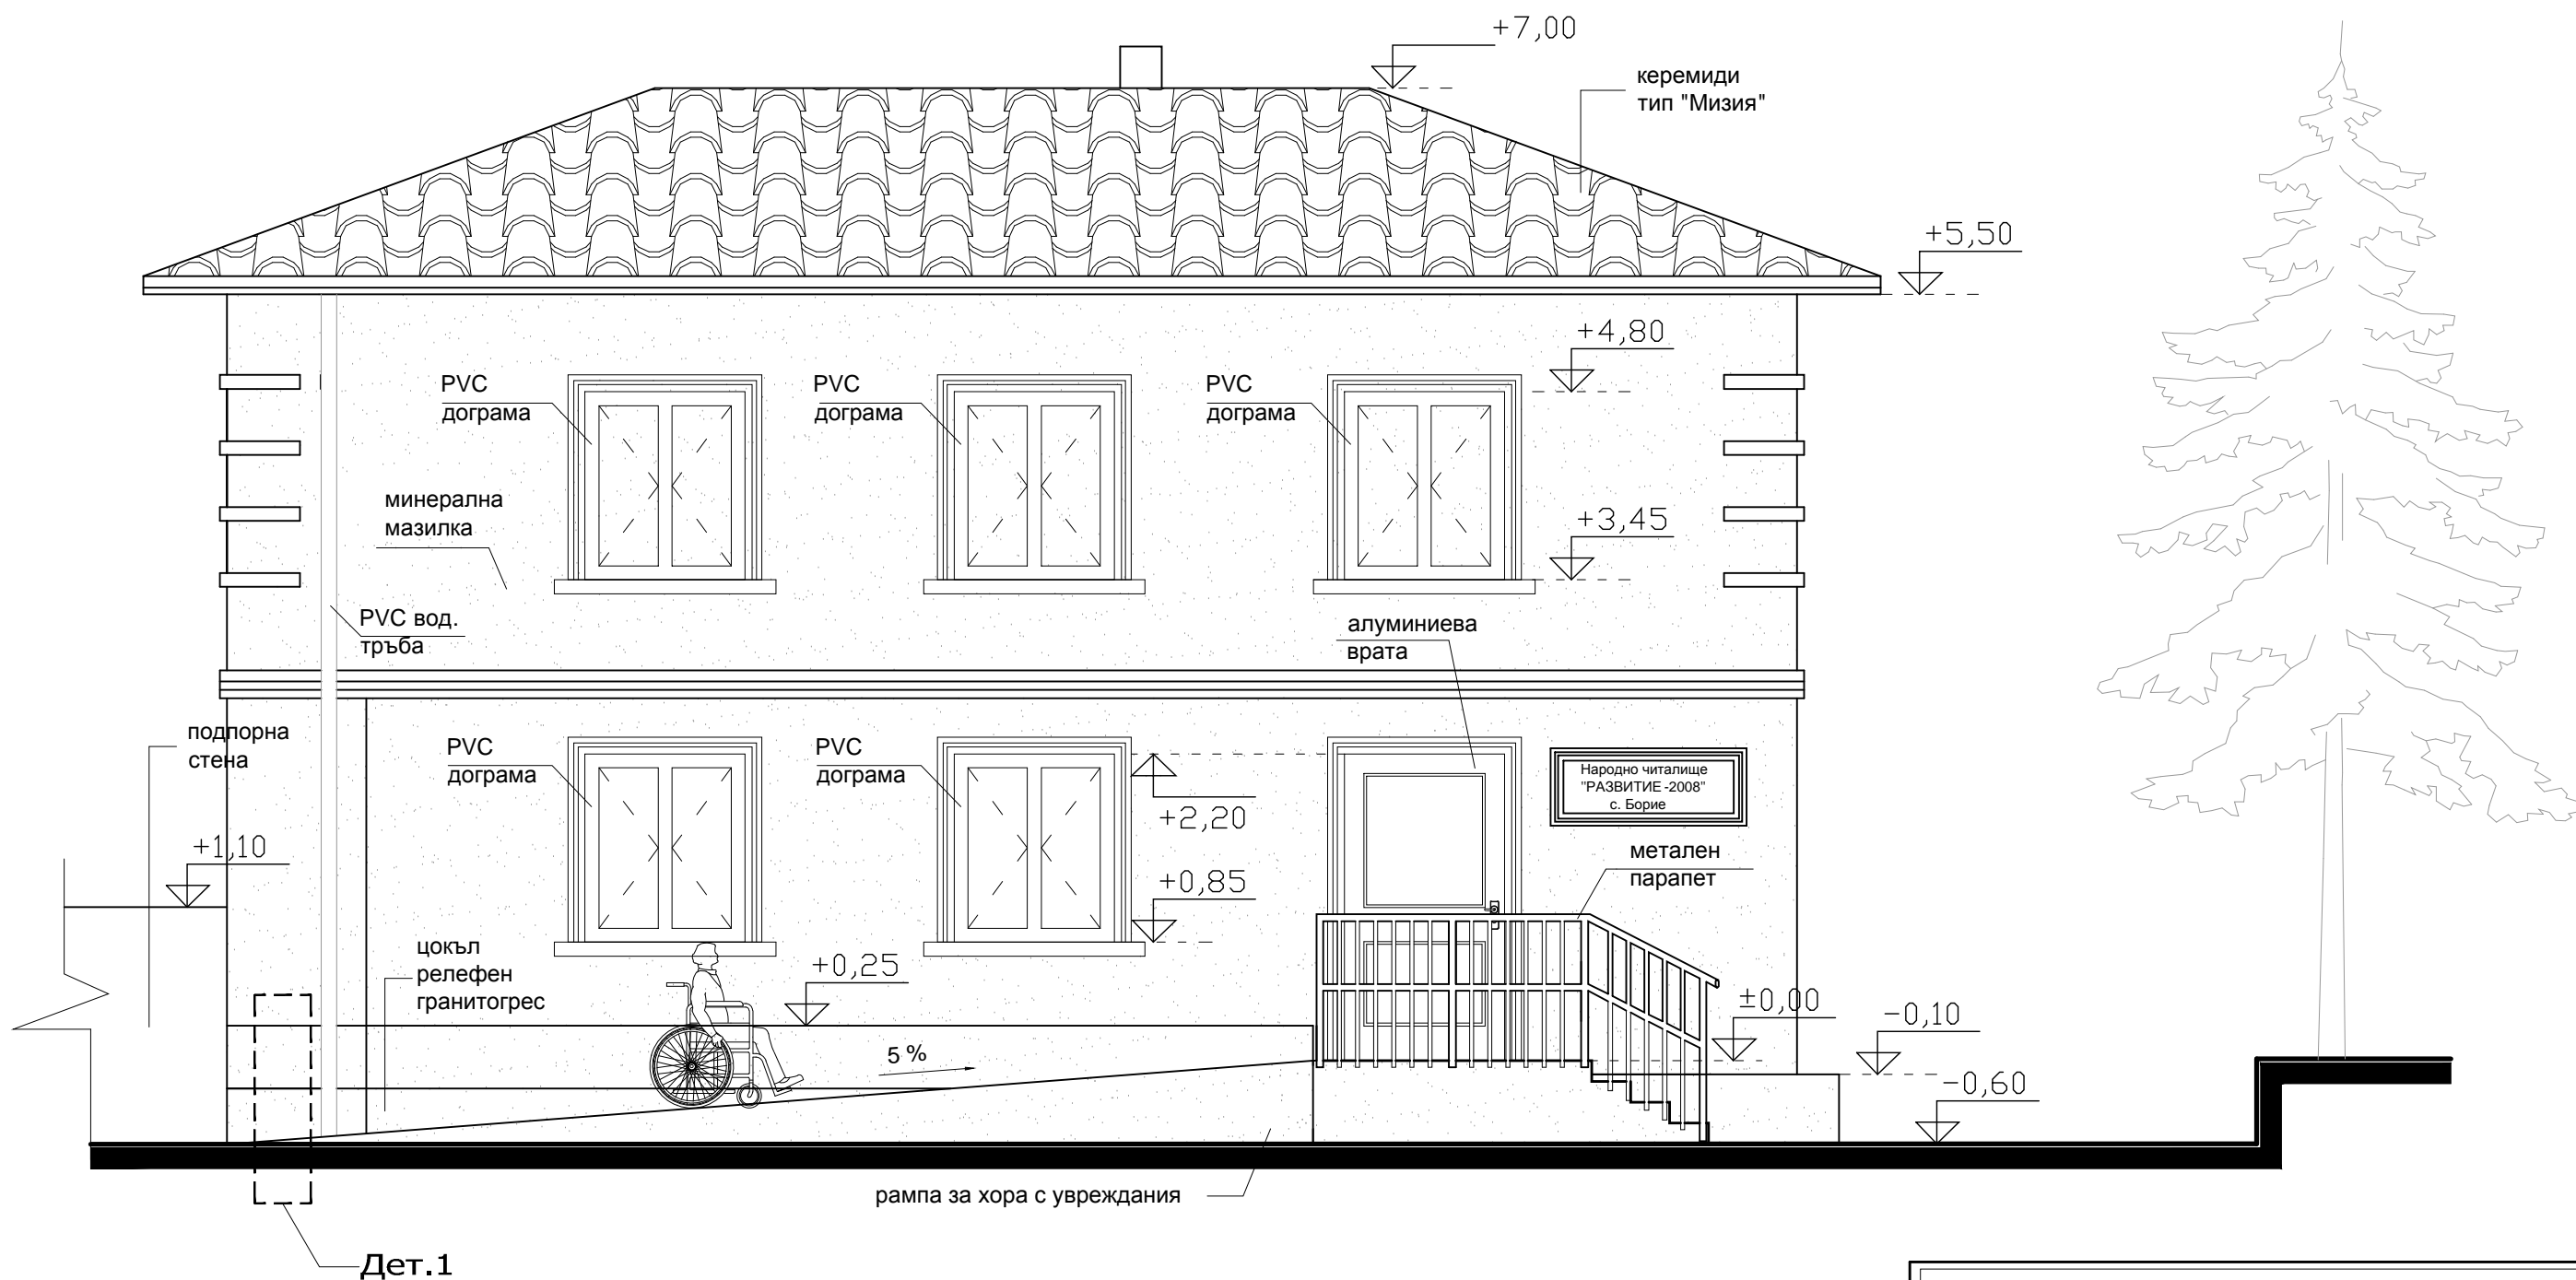 +7,00
керемиди
тип "Мизия"
+5,50
+4,80
PVC
дограма
PVC
дограма
PVC
дограма
минерална
мазилка
+3,45
PVC вод.
тръба
алуминиева
врата
подпорна
стена
PVC
дограма
PVC
дограма
Народно читалище
"РАЗВИТИЕ-2008"
с. Борие
+2,20
+1,10
метален
парапет
+0,85
цокъл
релефен
гранитогрес
+0,25
±0,00
-0,10
5 %
-0,60
рампа за хора с увреждания
Дет.1